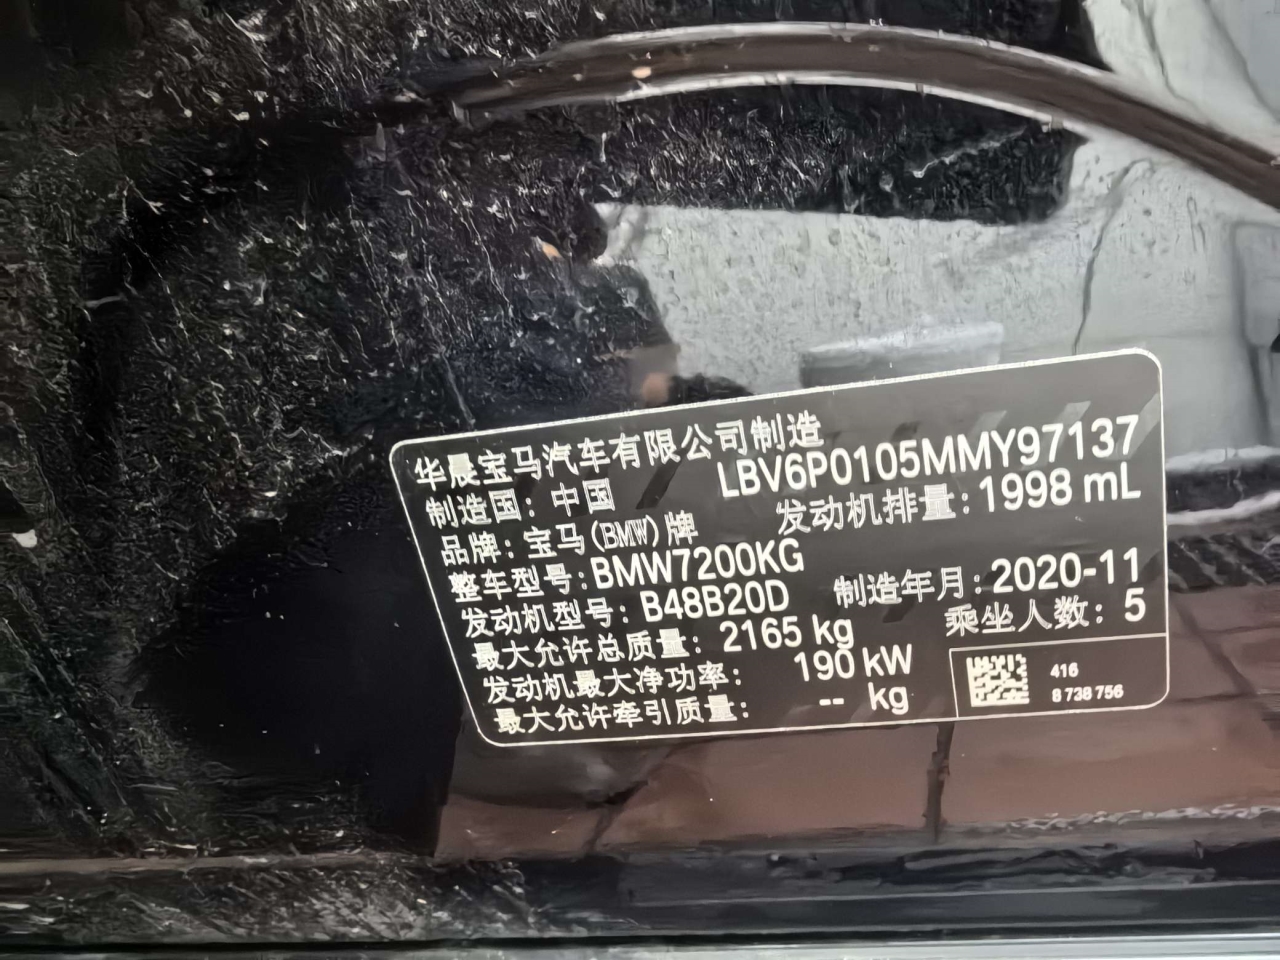 华晨宝马汽车有限公司制造
制造国：中国
LBV6P0105MMY97137
品牌：宝马(BMW)牌
发动机排量：1998 mL
整车型号：BMW7200KG
发动机型号：B48B20D
制造年月：2020-11
最大允许总质量：2165 kg
乘坐人数：5
发动机最大净功率：190 kW
最大允许牵引质量：-- kg
416
8 738 756